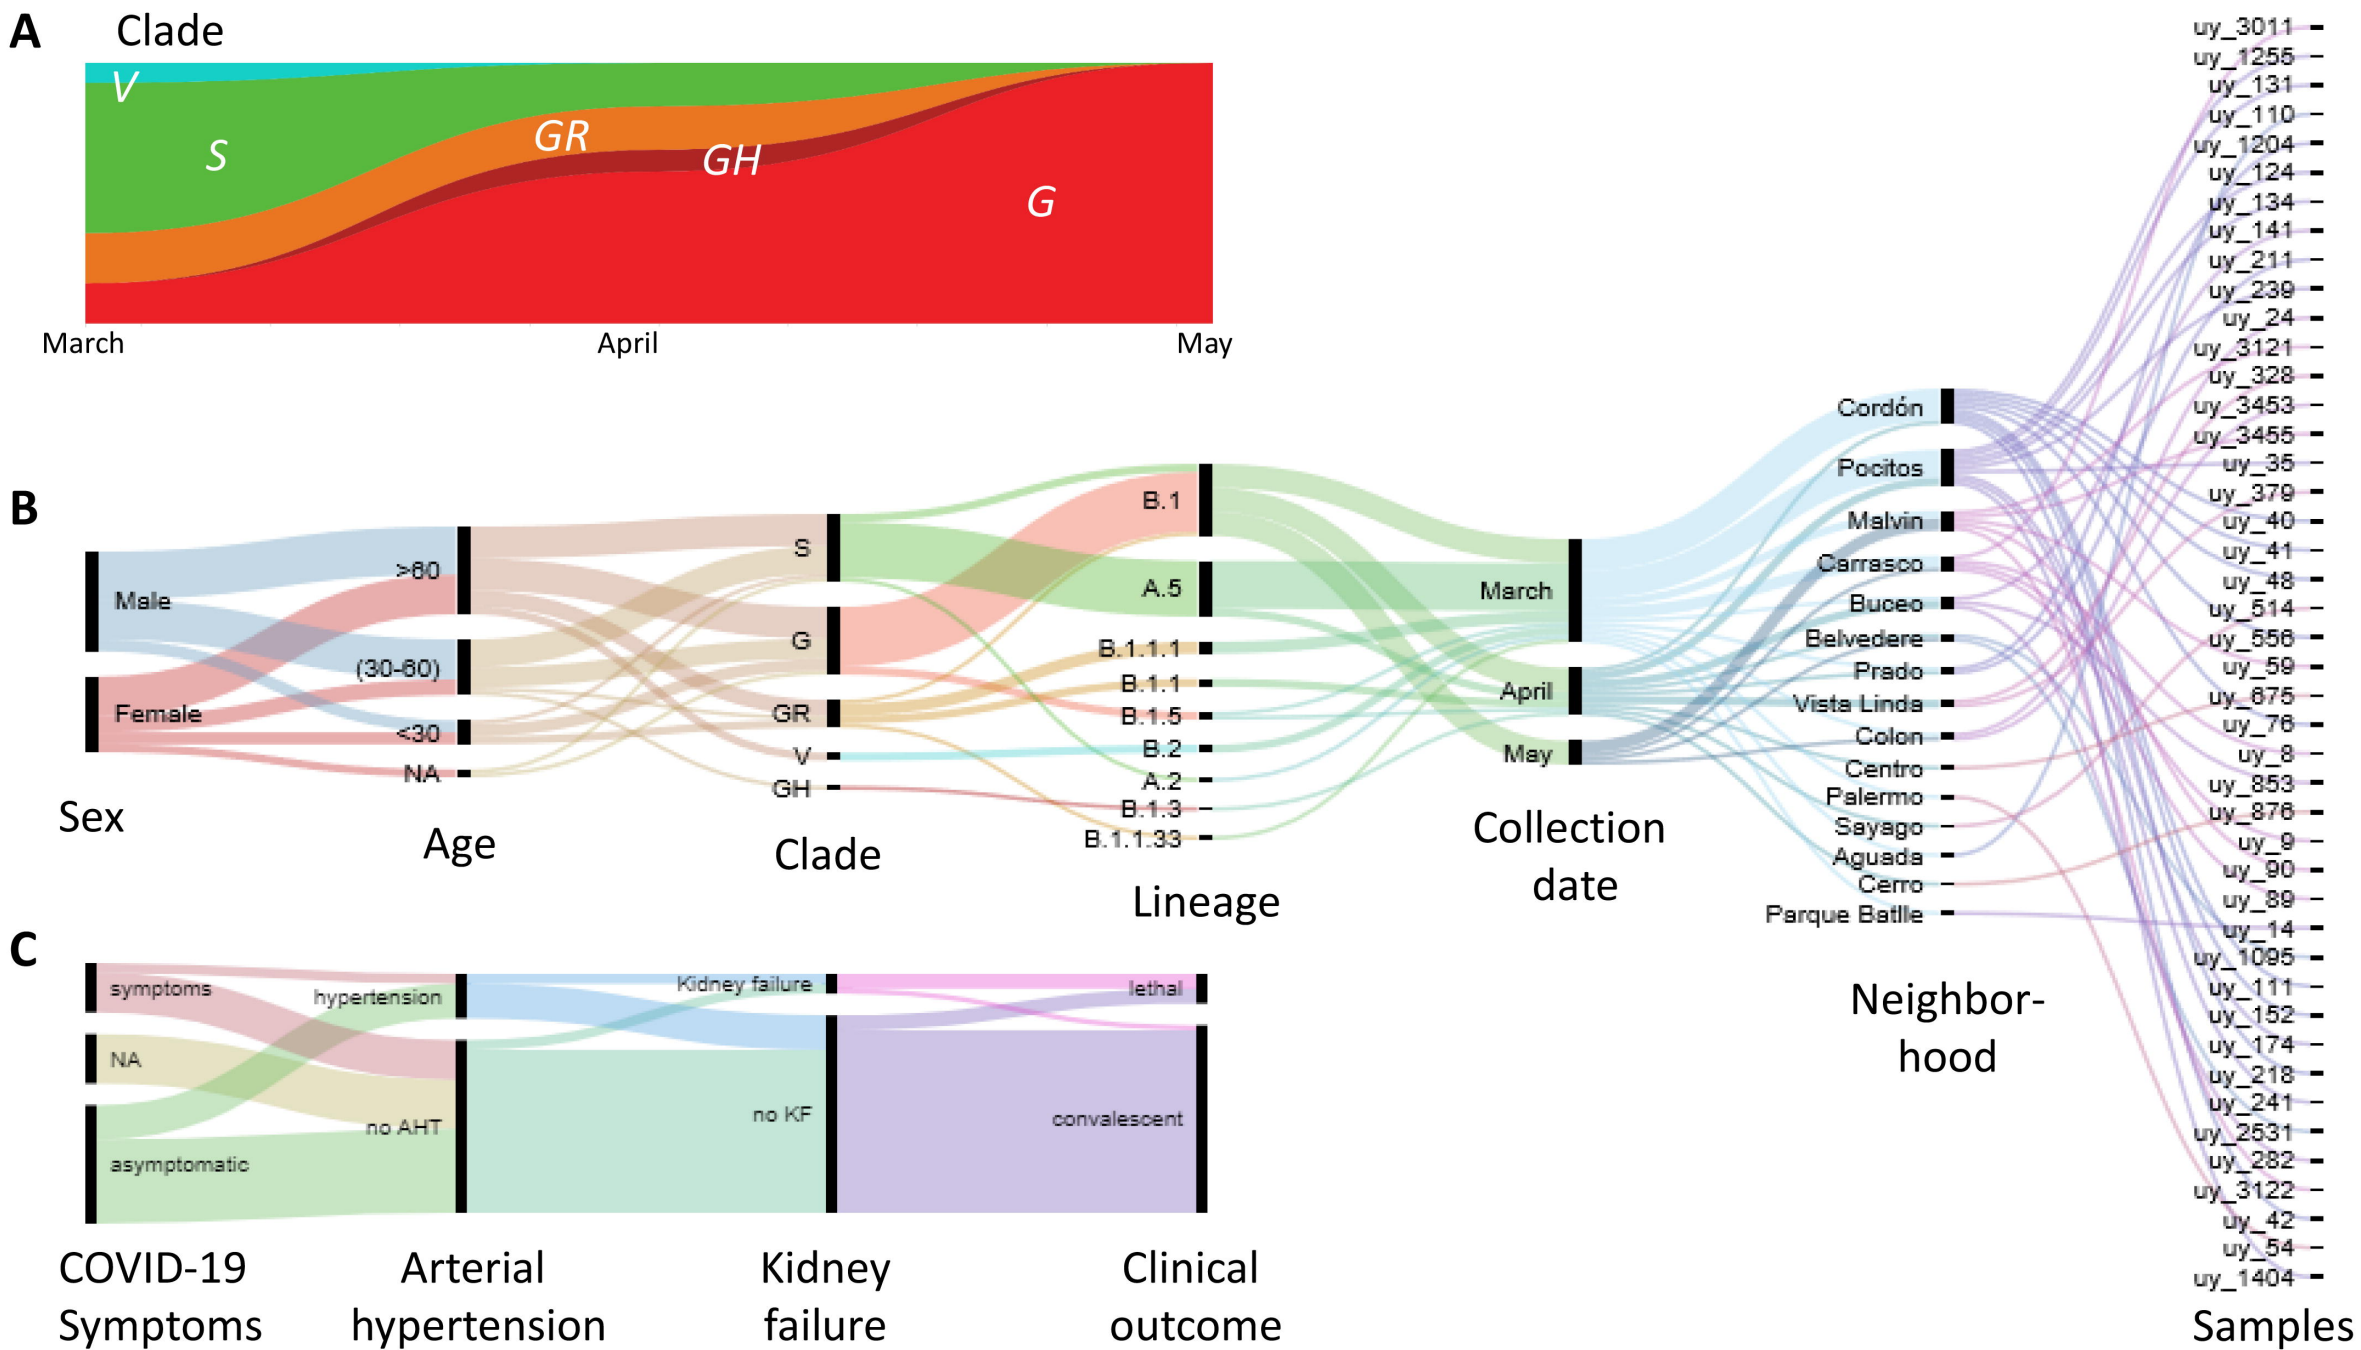 A
Clade
V
S
GR
GH
G
March
April
May
B
Male
Female
Sex
>60
(30-60)
<30
NA
Age
S
G
GR
V
GH
Clade
B.1
A.5
B.1.1.1
B.1.1
B.1.5
B.2
A.2
B.1.3
B.1.1.33
Lineage
March
April
May
Collection
date
Cordón
Pocitos
Malvin
Carrasco
Buceo
Belvedere
Prado
Vista Linda
Colon
Centro
Palermo
Sayago
Aguada
Cerro
Parque Batlle
Neighbor-
hood
uy_3011
uy_1255
uy_131
uy_110
uy_1204
uy_124
uy_134
uy_141
uy_211
uy_239
uy_24
uy_3121
uy_328
uy_3453
uy_3455
uy_35
uy_379
uy_40
uy_41
uy_48
uy_514
uy_556
uy_59
uy_675
uy_76
uy_8
uy_853
uy_876
uy_9
uy_90
uy_89
uy_14
uy_1095
uy_111
uy_152
uy_174
uy_218
uy_241
uy_2531
uy_282
uy_3122
uy_42
uy_54
uy_1404
Samples
C
symptoms
NA
asymptomatic
COVID-19
Symptoms
hypertension
no AHT
Arterial
hypertension
Kidney failure
no KF
Kidney
failure
lethal
convalescent
Clinical
outcome